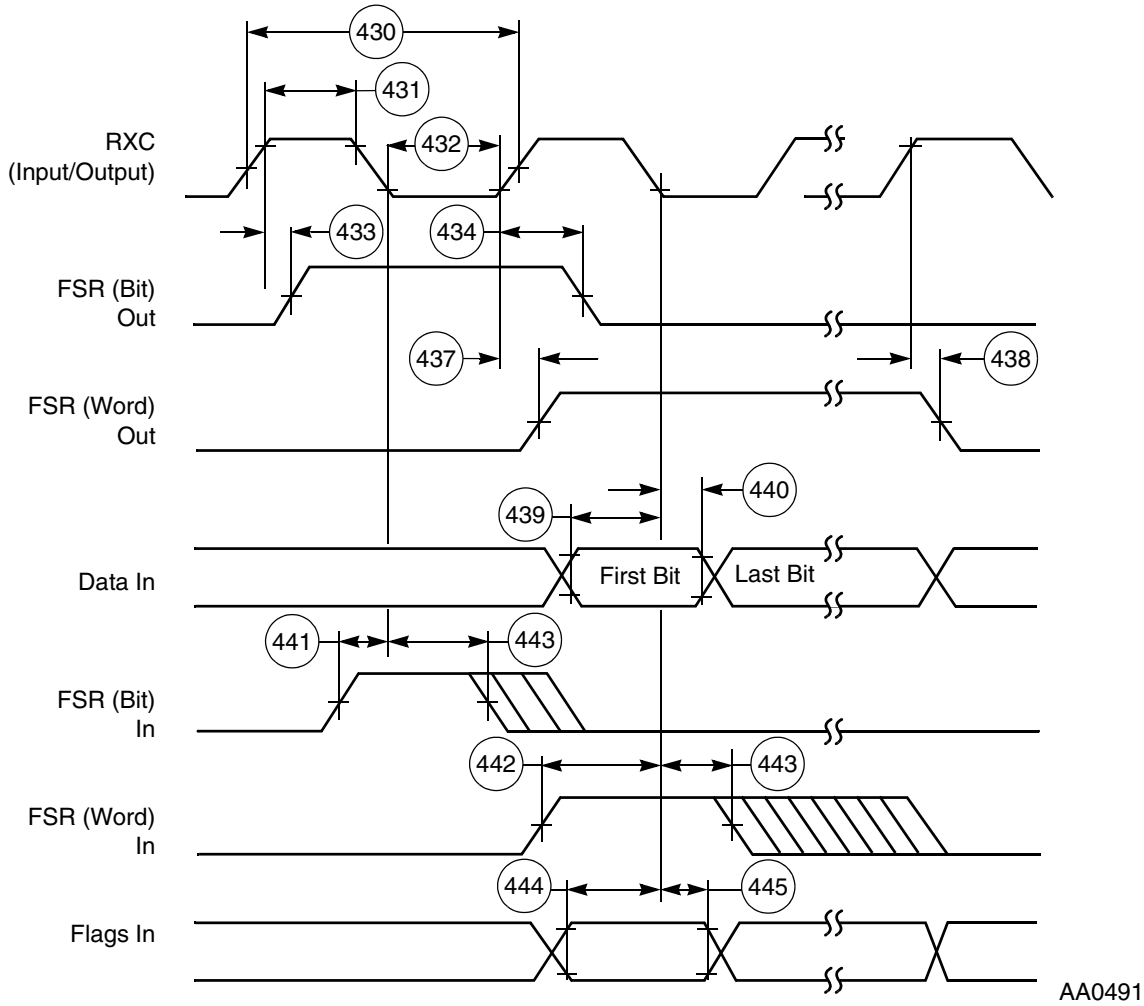 430
431
RXC
(Input/Output)
432
433
434
FSR (Bit)
Out
437
438
FSR (Word)
Out
439
440
Data In
First Bit
Last Bit
441
443
FSR (Bit)
In
442
443
FSR (Word)
In
444
445
Flags In
AA0491